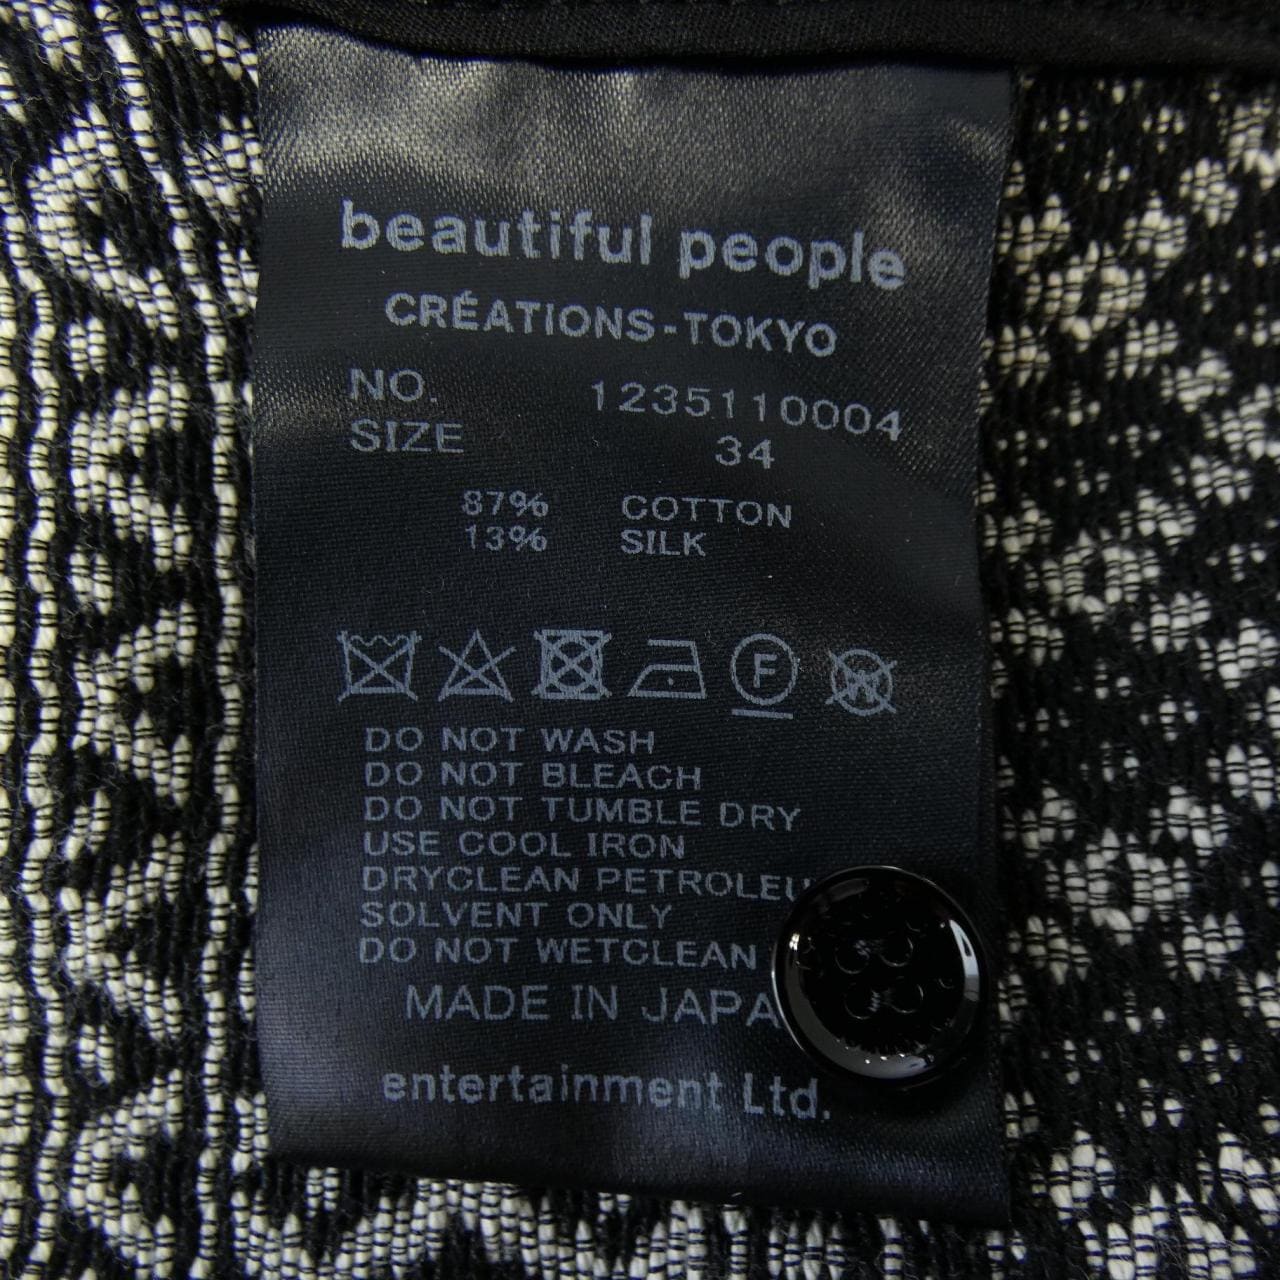 beautiful people
CRÉATIONS-TOKYO
NO. 1235110004
SIZE 34
87% COTTON
13% SILK
F
W
DO NOT WASH
DO NOT BLEACH
DO NOT TUMBLE DRY
USE COOL IRON
DRYCLEAN PETROLEU
SOLVENT ONLY
DO NOT WETCLEAN
MADE IN JAPA
entertainment Ltd.